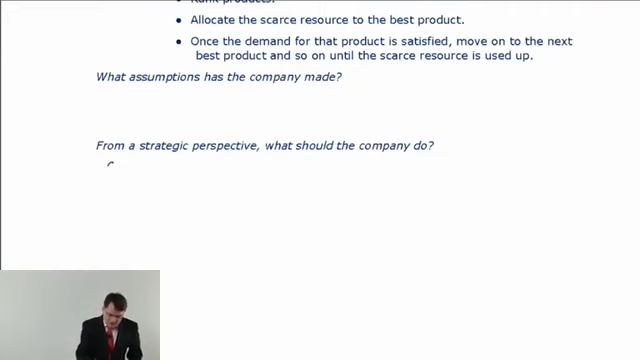 • Rank products.
• Allocate the scarce resource to the best product.
• Once the demand for that product is satisfied, move on to the next
best product and so on until the scarce resource is used up.
What assumptions has the company made?
From a strategic perspective, what should the company do?